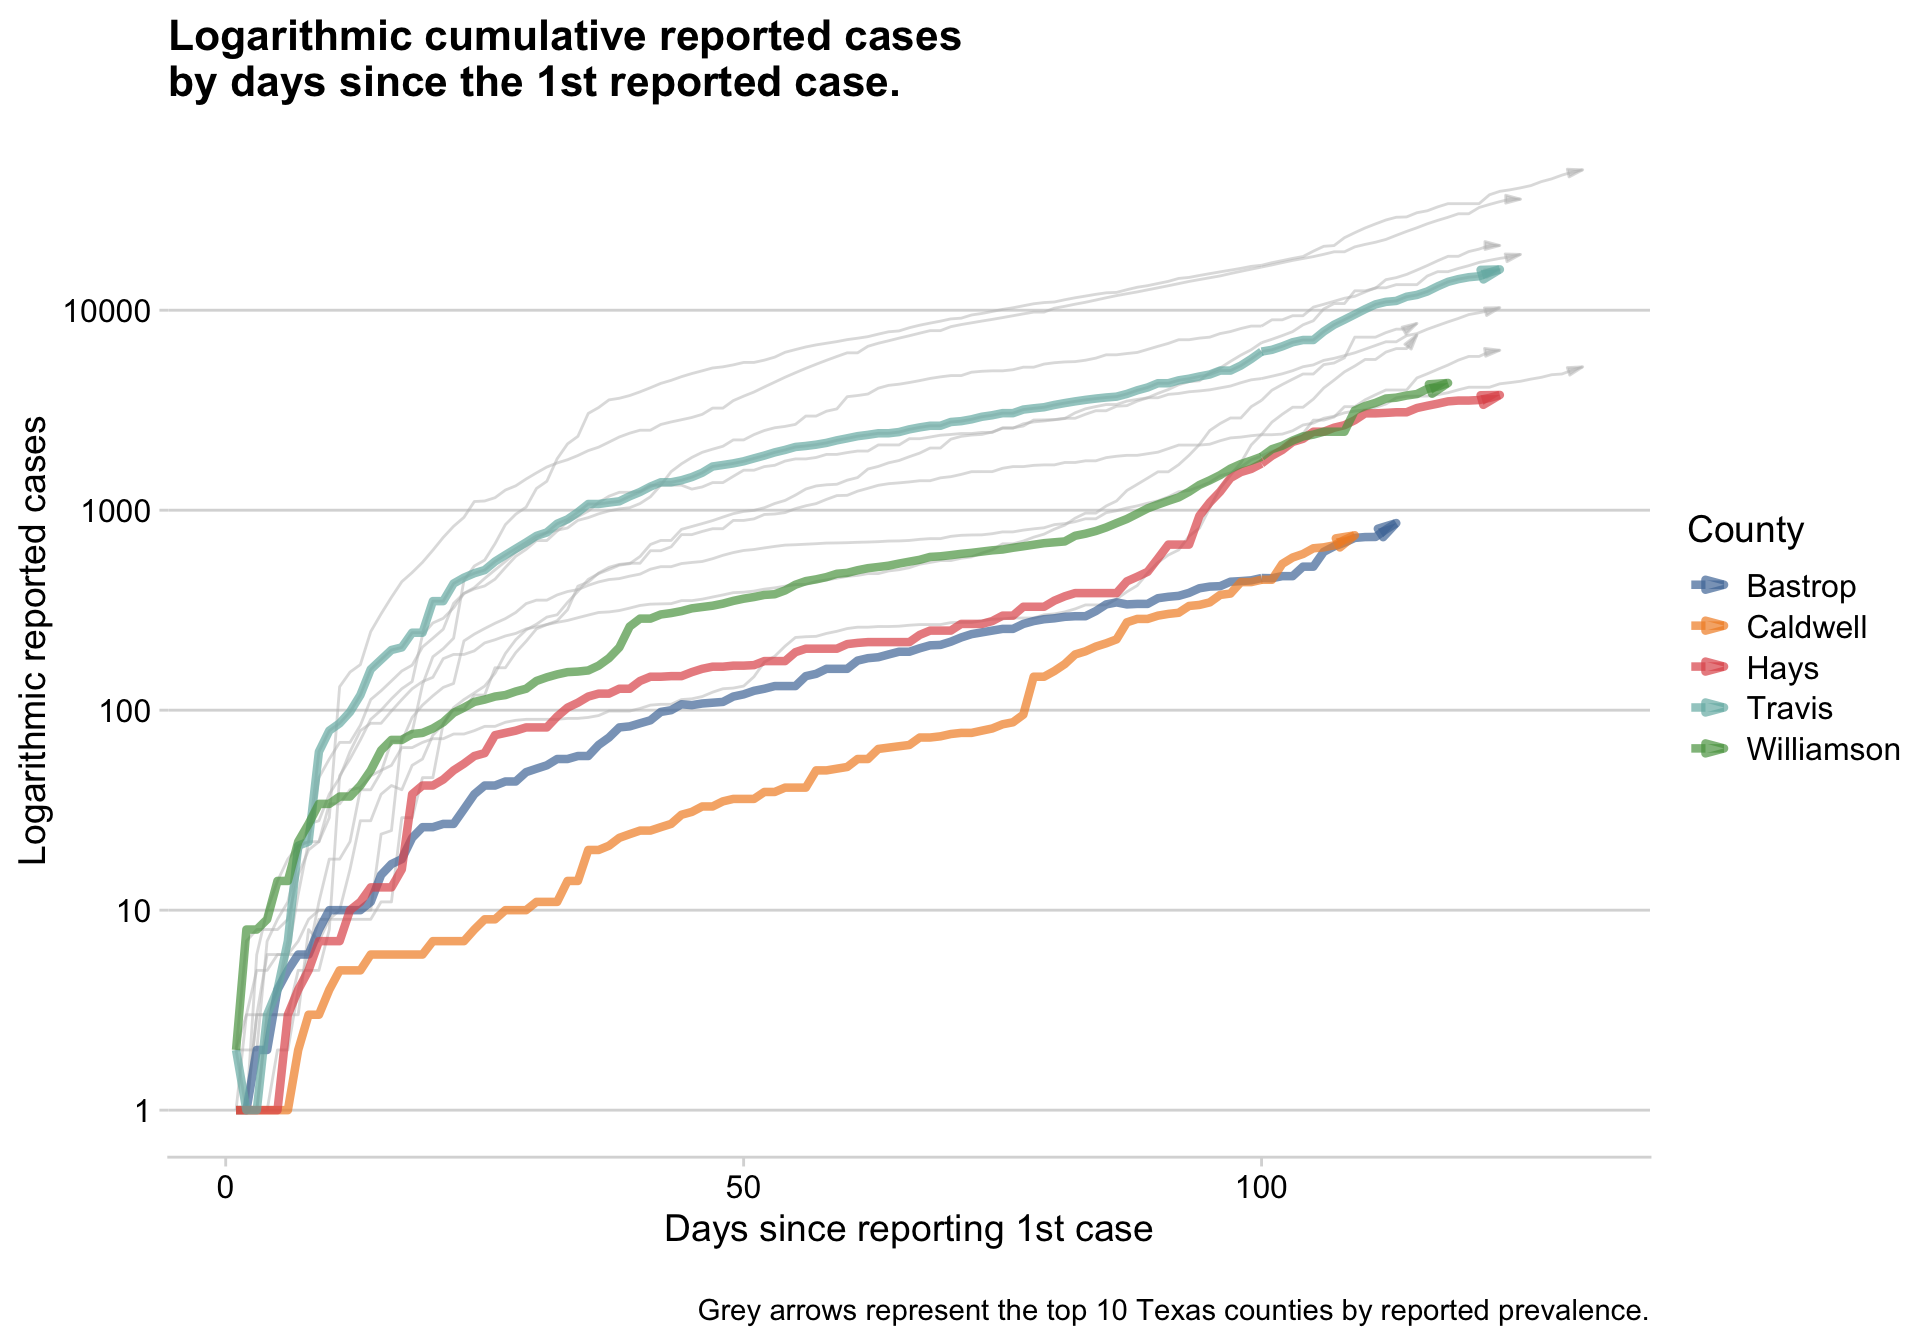 Logarithmic cumulative reported cases
by days since the 1st reported case.
Logarithmic reported cases
10000
1000
100
10
1
0
50
100
Days since reporting 1st case
County
Bastrop
Caldwell
Hays
Travis
Williamson
Grey arrows represent the top 10 Texas counties by reported prevalence.